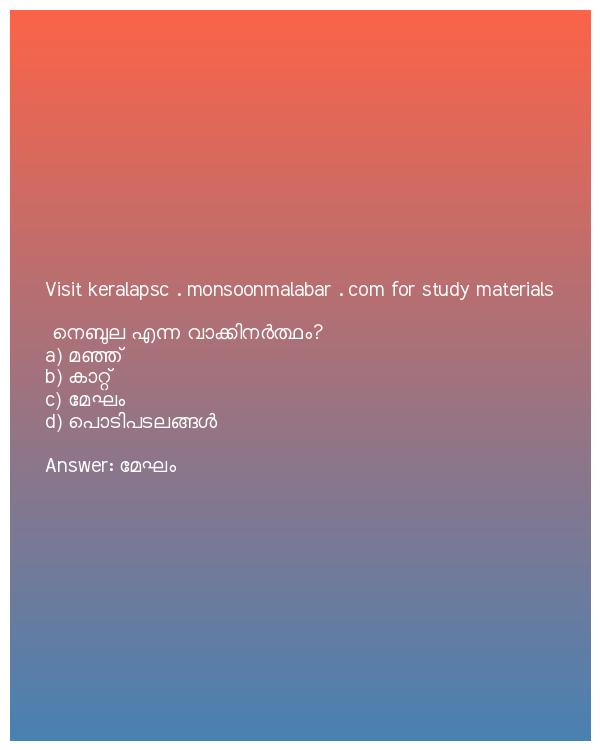 Visit keralapsc . monsoonmalabar . com for study materials
നെബുല എന്ന വാക്കിനർത്ഥം?
a) മഞ്ഞ്
b) കാറ്റ്
c) മേഘം
d) പൊടിപടലങ്ങൾ
Answer: മേഘം